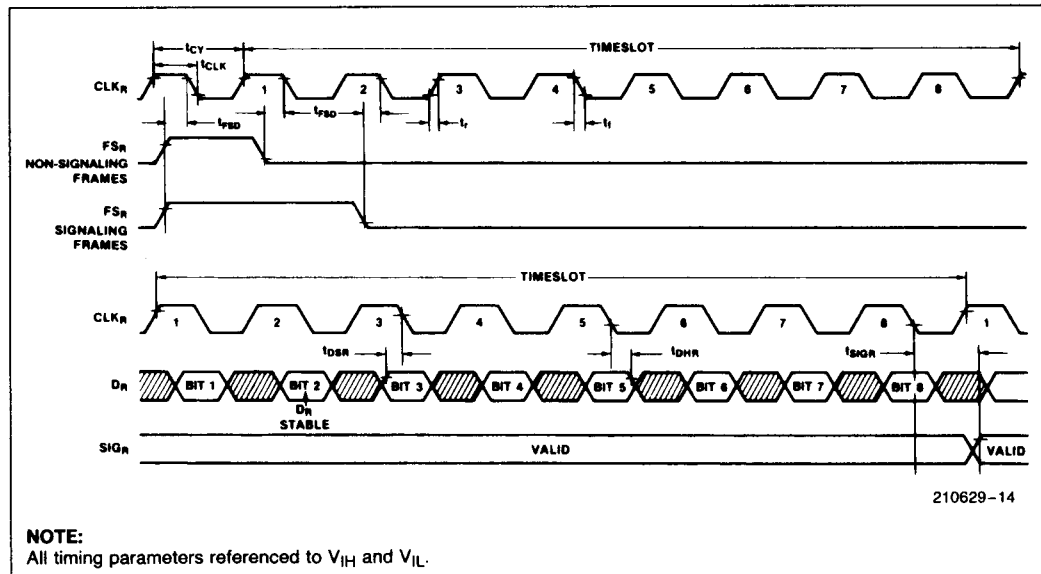 tCY
TIMESLOT
tCLK
CLKR
1 2 3 4 5 6 7 8
tFSD
tFSD
tr
tf
FSR
NON-SIGNALING
FRAMES
FSR
SIGNALING
FRAMES
TIMESLOT
CLKR
1 2 3 4 5 6 7 8 1
tDSR
tDHR
tSIGR
DR
BIT 1 BIT 2 BIT 3 BIT 4 BIT 5 BIT 6 BIT 7 BIT 8
DR
STABLE
SIGR
VALID
VALID
210629-14
NOTE:
All timing parameters referenced to VIH and VIL.